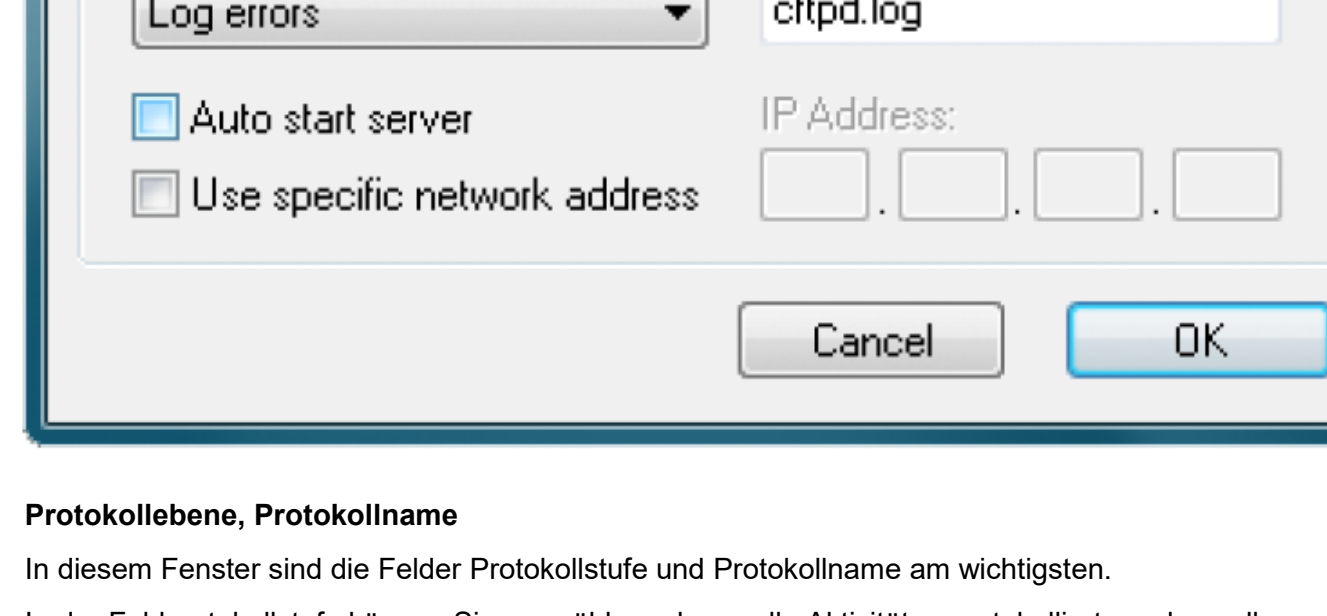 Log errors
cftpd.log
Auto start server
IP Address:
Use specific network address
. . .
Cancel
OK
Protokollebene, Protokollname
In diesem Fenster sind die Felder Protokollstufe und Protokollname am wichtigsten.